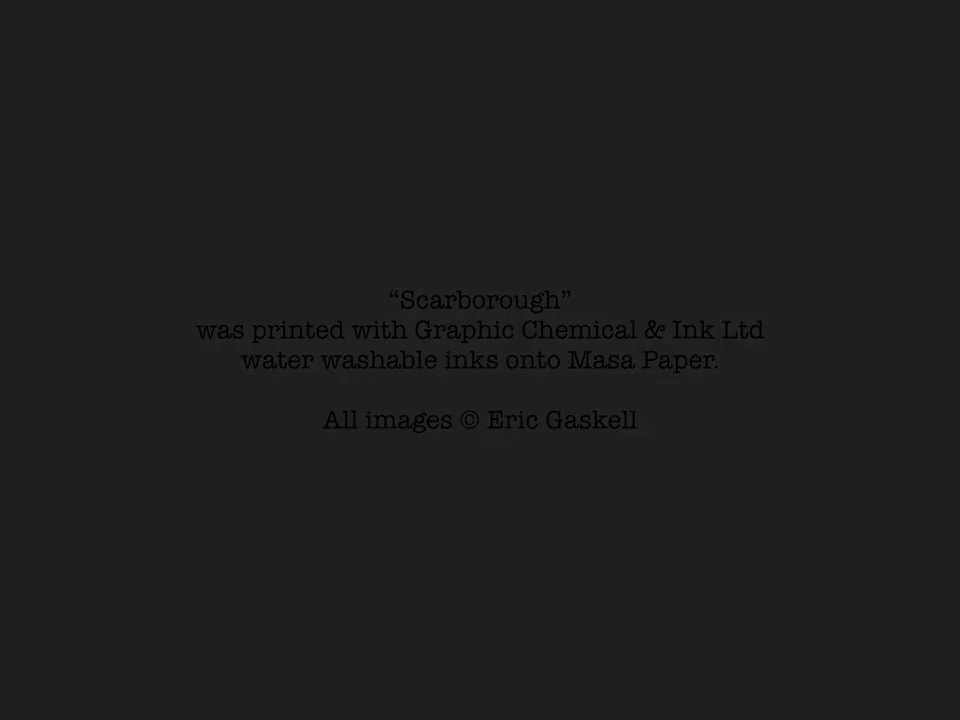 “Scarborough”
was printed with Graphic Chemical & Ink Ltd
water washable inks onto Masa Paper.
All images © Eric Gaskell